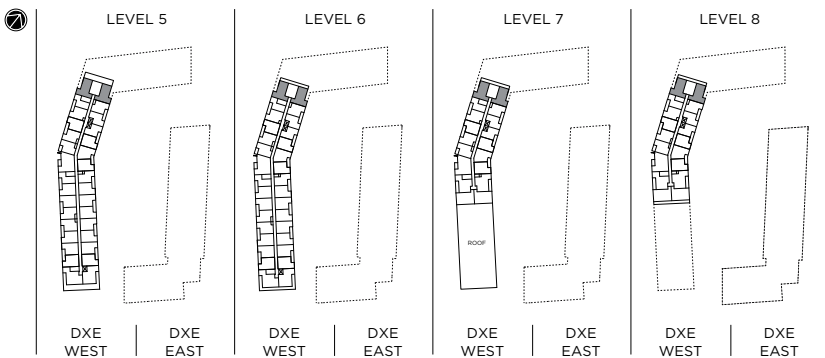 LEVEL 5
LEVEL 6
LEVEL 7
LEVEL 8
ROOF
DXE WEST
DXE EAST
DXE WEST
DXE EAST
DXE WEST
DXE EAST
DXE WEST
DXE EAST